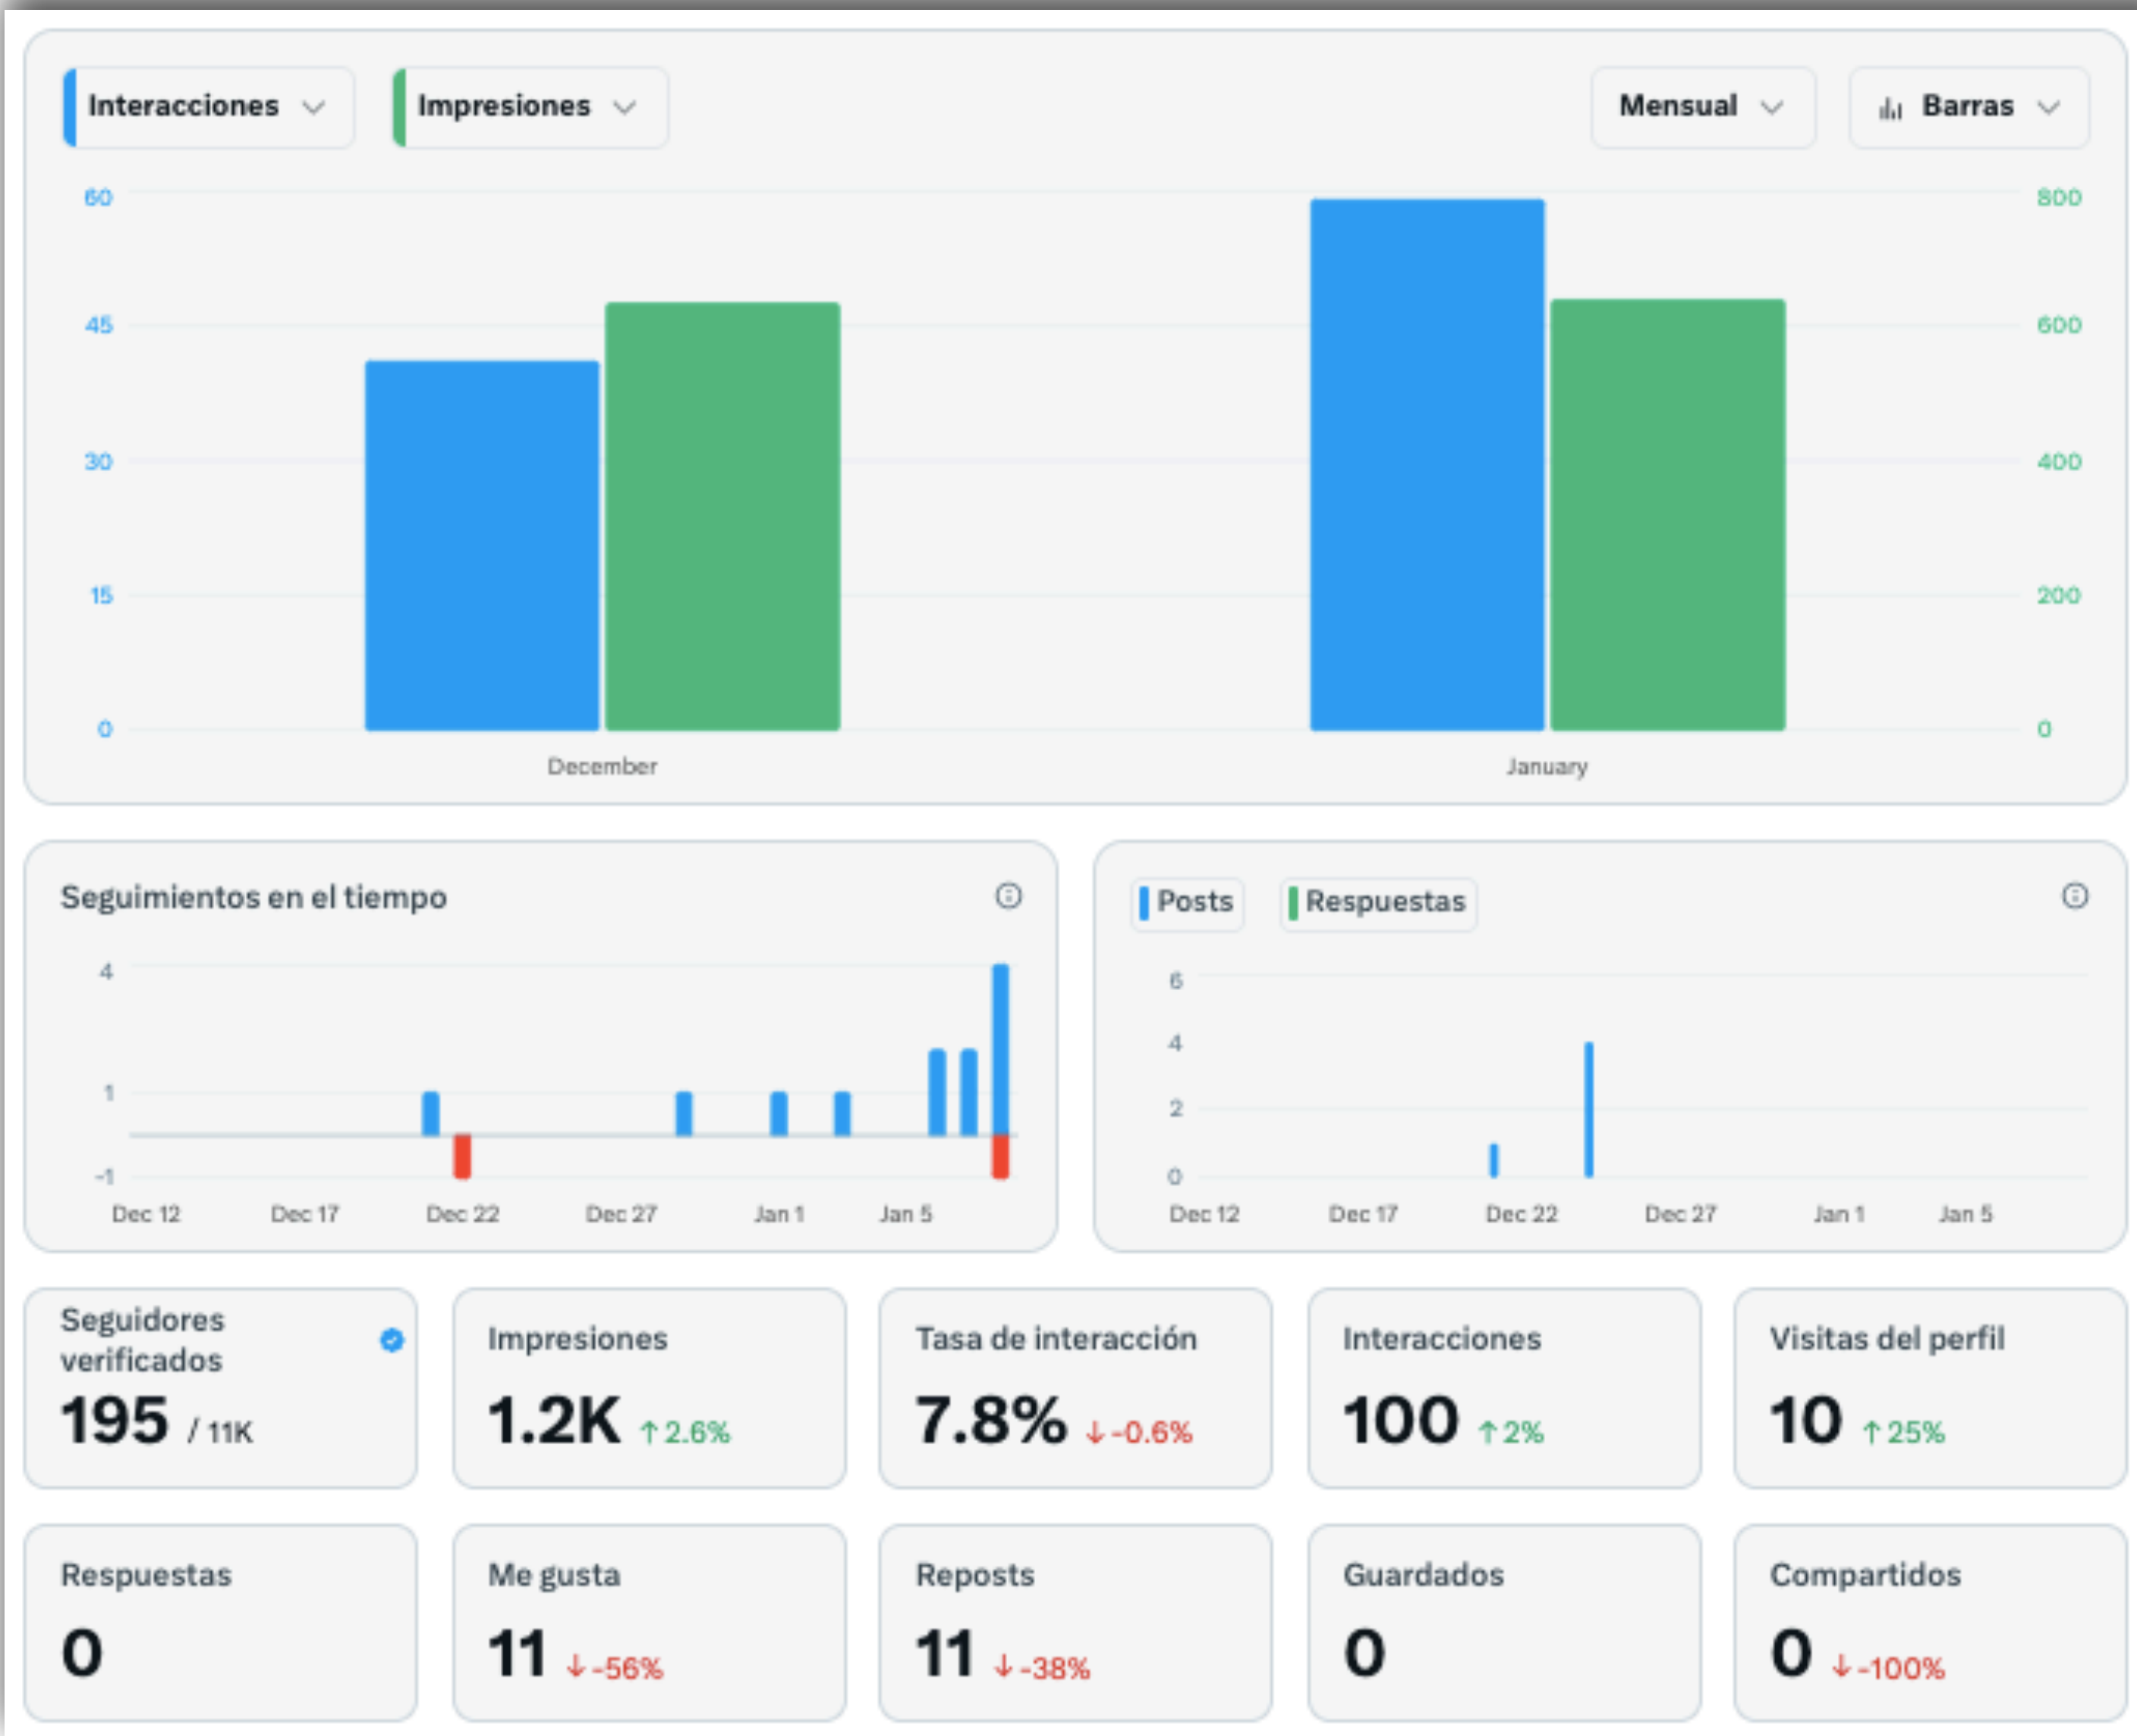 Interacciones
Impresiones
Mensual
Barras
60
45
30
15
0
800
600
400
200
0
December
January
Seguimientos en el tiempo
4
1
-1
Dec 12
Dec 17
Dec 22
Dec 27
Jan 1
Jan 5
Posts
Respuestas
6
4
2
0
Dec 12
Dec 17
Dec 22
Dec 27
Jan 1
Jan 5
Seguidores
verificados
195 / 11K
Impresiones
1.2K ↑ 2.6%
Tasa de interacción
7.8% ↓ -0.6%
Interacciones
100 ↑ 2%
Visitas del perfil
10 ↑ 25%
Respuestas
0
Me gusta
11 ↓ -56%
Reposts
11 ↓ -38%
Guardados
0
Compartidos
0 ↓ -100%